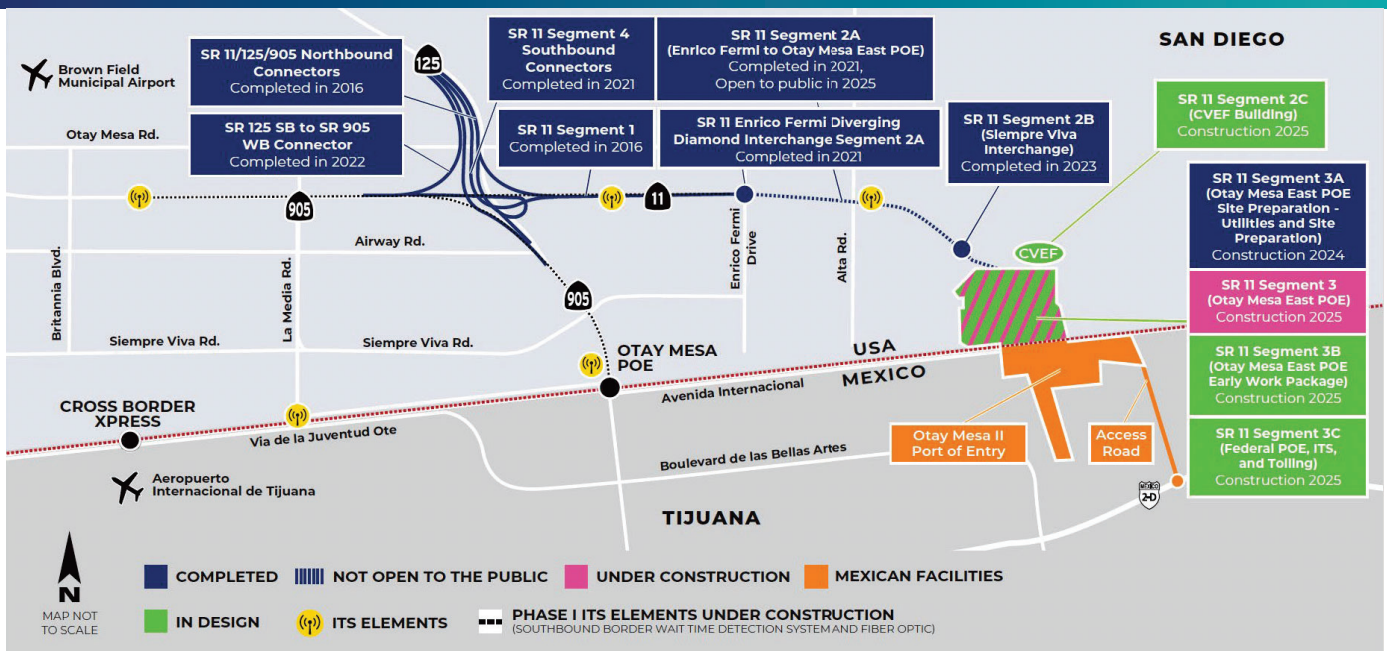 SAN DIEGO
Brown Field
Municipal Airport
SR 11/125/905 Northbound
Connectors
Completed in 2016
125
SR 11 Segment 4
Southbound
Connectors
Completed in 2021
SR 11 Segment 2A
(Enrico Fermi to Otay Mesa East POE)
Completed in 2021,
Open to public in 2025
SR 11 Segment 2C
(CVEF Building)
Construction 2025
Otay Mesa Rd.
SR 125 SB to SR 905
WB Connector
Completed in 2022
SR 11 Segment 1
Completed in 2016
SR 11 Enrico Fermi Diverging
Diamond Interchange Segment 2A
Completed in 2021
SR 11 Segment 2B
(Siempre Viva
Interchange)
Completed in 2023
SR 11 Segment 3A
(Otay Mesa East POE
Site Preparation -
Utilities and Site
Preparation)
Construction 2024
905
11
Airway Rd.
Britannia Blvd.
La Media Rd.
Enrico Fermi
Drive
Alta Rd.
CVEF
905
SR 11 Segment 3
(Otay Mesa East POE)
Construction 2025
Siempre Viva Rd.
Siempre Viva Rd.
OTAY MESA
POE
USA
MEXICO
SR 11 Segment 3B
(Otay Mesa East POE
Early Work Package)
Construction 2025
Avenida Internacional
CROSS BORDER
XPRESS
Via de la Juventud Ote
Otay Mesa II
Port of Entry
Access
Road
SR 11 Segment 3C
(Federal POE, ITS,
and Tolling)
Construction 2025
Boulevard de las Bellas Artes
Aeropuerto
Internacional de Tijuana
MEXICO
2-D
TIJUANA
N
MAP NOT
TO SCALE
COMPLETED
NOT OPEN TO THE PUBLIC
UNDER CONSTRUCTION
MEXICAN FACILITIES
IN DESIGN
ITS ELEMENTS
PHASE I ITS ELEMENTS UNDER CONSTRUCTION
(SOUTHBOUND BORDER WAIT TIME DETECTION SYSTEM AND FIBER OPTIC)